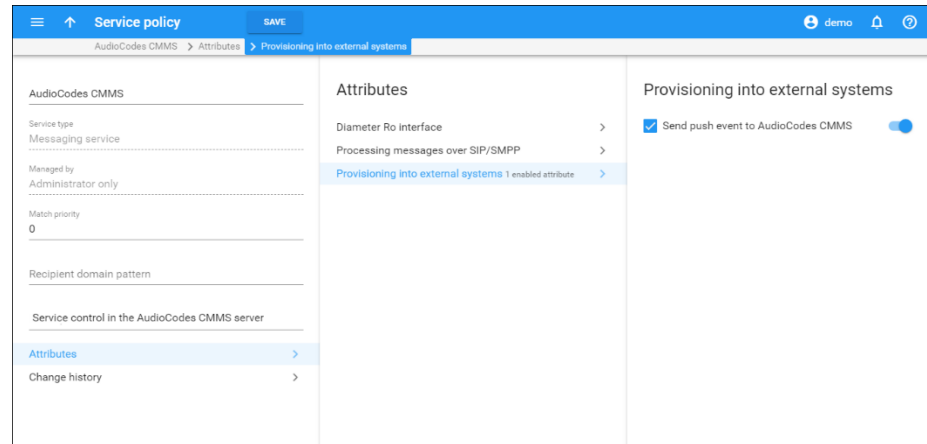 Service policy
SAVE
demo
AudioCodes CMMS > Attributes > Provisioning into external systems
AudioCodes CMMS
Service type
Messaging service
Managed by
Administrator only
Match priority
0
Recipient domain pattern
Service control in the AudioCodes CMMS server
Attributes
Change history
Attributes
Diameter Ro interface
Processing messages over SIP/SMPP
Provisioning into external systems 1 enabled attribute
Provisioning into external systems
Send push event to AudioCodes CMMS